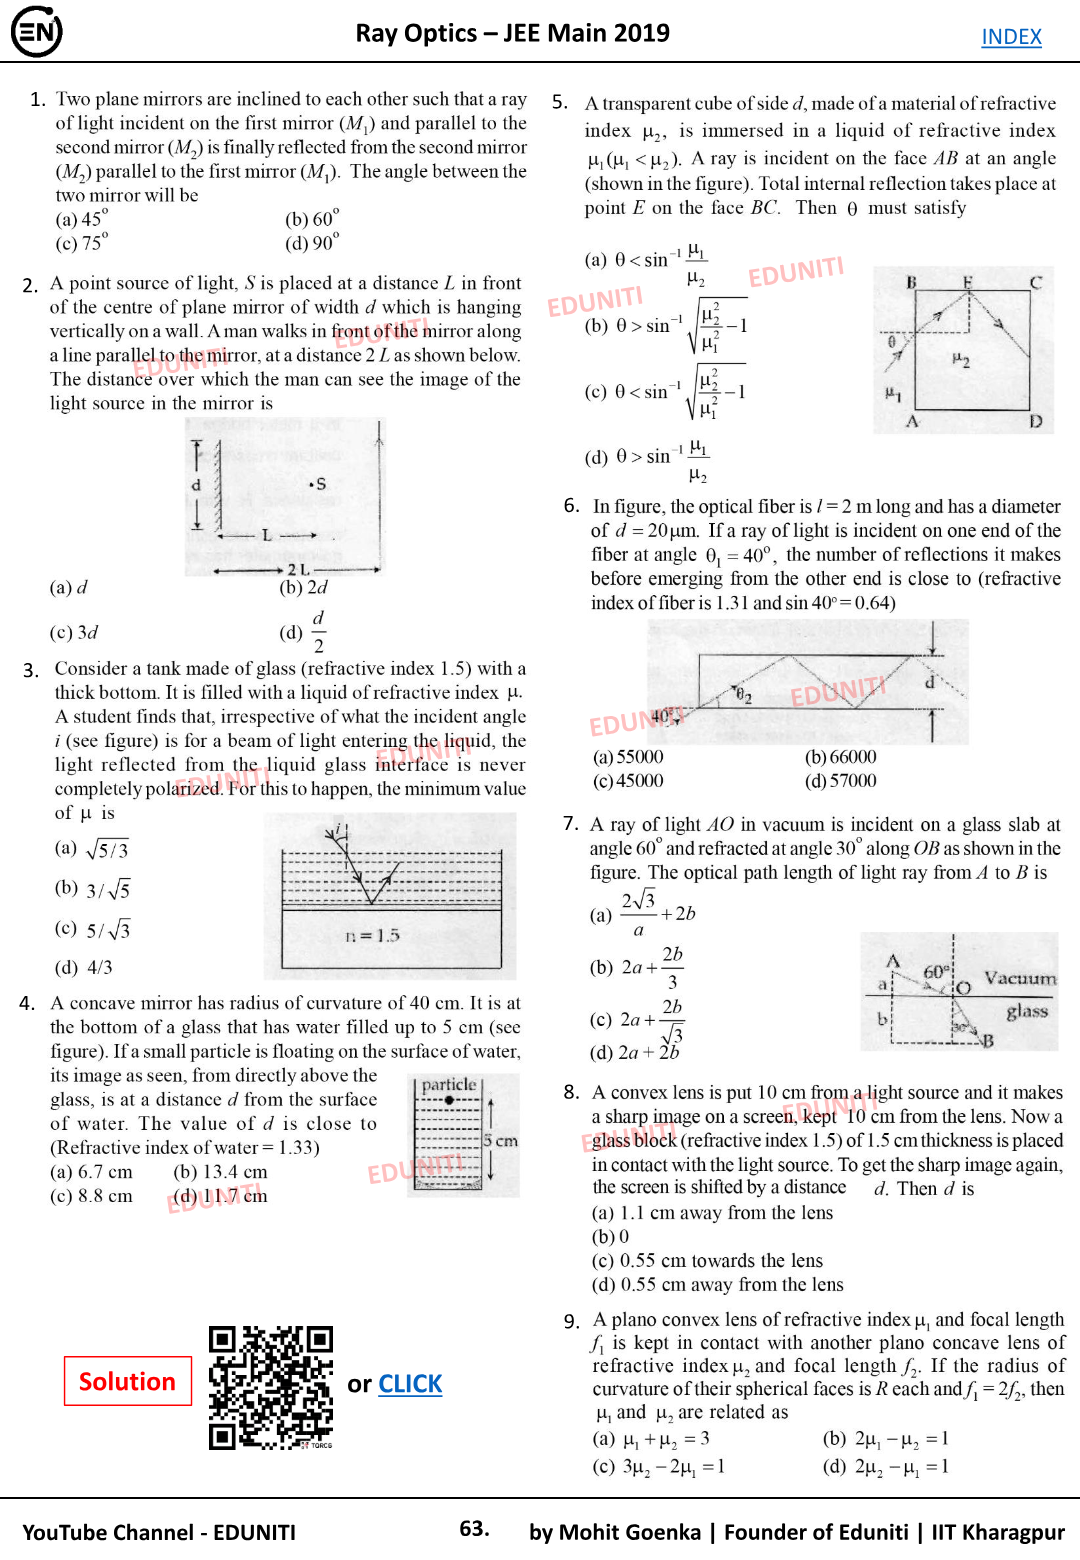 EN
Ray Optics – JEE Main 2019
INDEX
1. Two plane mirrors are inclined to each other such that a ray
of light incident on the first mirror (M₁) and parallel to the
second mirror (M₂) is finally reflected from the second mirror
(M₂) parallel to the first mirror (M₁). The angle between the
two mirror will be
(a) 45° (b) 60°
(c) 75° (d) 90°
2. A point source of light, S is placed at a distance L in front
of the centre of plane mirror of width d which is hanging
vertically on a wall. A man walks in front of the mirror along
a line parallel to the mirror, at a distance 2 L as shown below.
The distance over which the man can see the image of the
light source in the mirror is
d
•S
L
2 L
(a) d (b) 2d
(c) 3d (d) d/2
3. Consider a tank made of glass (refractive index 1.5) with a
thick bottom. It is filled with a liquid of refractive index μ.
A student finds that, irrespective of what the incident angle
i (see figure) is for a beam of light entering the liquid, the
light reflected from the liquid glass interface is never
completely polarized. For this to happen, the minimum value
of μ is
(a) √5/3
(b) 3/√5
(c) 5/√3
(d) 4/3
i
n = 1.5
4. A concave mirror has radius of curvature of 40 cm. It is at
the bottom of a glass that has water filled up to 5 cm (see
figure). If a small particle is floating on the surface of water,
its image as seen, from directly above the
glass, is at a distance d from the surface
of water. The value of d is close to
(Refractive index of water = 1.33)
(a) 6.7 cm (b) 13.4 cm
(c) 8.8 cm (d) 11.7 cm
particle
5 cm
5. A transparent cube of side d, made of a material of refractive
index μ₂, is immersed in a liquid of refractive index
μ₁(μ₁ < μ₂). A ray is incident on the face AB at an angle
(shown in the figure). Total internal reflection takes place at
point E on the face BC. Then θ must satisfy
(a) θ < sin⁻¹ μ₁/μ₂
(b) θ > sin⁻¹ √(μ₂²/μ₁² − 1)
(c) θ < sin⁻¹ √(μ₂²/μ₁² − 1)
(d) θ > sin⁻¹ μ₁/μ₂
B E C
θ
μ₂
μ₁
A D
6. In figure, the optical fiber is l = 2 m long and has a diameter
of d = 20μm. If a ray of light is incident on one end of the
fiber at angle θ₁ = 40°, the number of reflections it makes
before emerging from the other end is close to (refractive
index of fiber is 1.31 and sin 40° = 0.64)
40°
θ₂
d
(a) 55000 (b) 66000
(c) 45000 (d) 57000
7. A ray of light AO in vacuum is incident on a glass slab at
angle 60° and refracted at angle 30° along OB as shown in the
figure. The optical path length of light ray from A to B is
(a) 2√3/a + 2b
(b) 2a + 2b/3
(c) 2a + 2b/√3
(d) 2a + 2b
A
a 60° Vacuum
O
b glass
30°
B
8. A convex lens is put 10 cm from a light source and it makes
a sharp image on a screen, kept 10 cm from the lens. Now a
glass block (refractive index 1.5) of 1.5 cm thickness is placed
in contact with the light source. To get the sharp image again,
the screen is shifted by a distance d. Then d is
(a) 1.1 cm away from the lens
(b) 0
(c) 0.55 cm towards the lens
(d) 0.55 cm away from the lens
9. A plano convex lens of refractive index μ₁ and focal length
f₁ is kept in contact with another plano concave lens of
refractive index μ₂ and focal length f₂. If the radius of
curvature of their spherical faces is R each and f₁ = 2f₂, then
μ₁ and μ₂ are related as
(a) μ₁ + μ₂ = 3 (b) 2μ₁ − μ₂ = 1
(c) 3μ₂ − 2μ₁ = 1 (d) 2μ₂ − μ₁ = 1
EDUNITI
EDUNITI
EDUNITI
EDUNITI
EDUNITI
EDUNITI
EDUNITI
EDUNITI
EDUNITI
EDUNITI
EDUNITI
EDUNITI
Solution
TQRCG
or CLICK
YouTube Channel - EDUNITI
63.
by Mohit Goenka | Founder of Eduniti | IIT Kharagpur